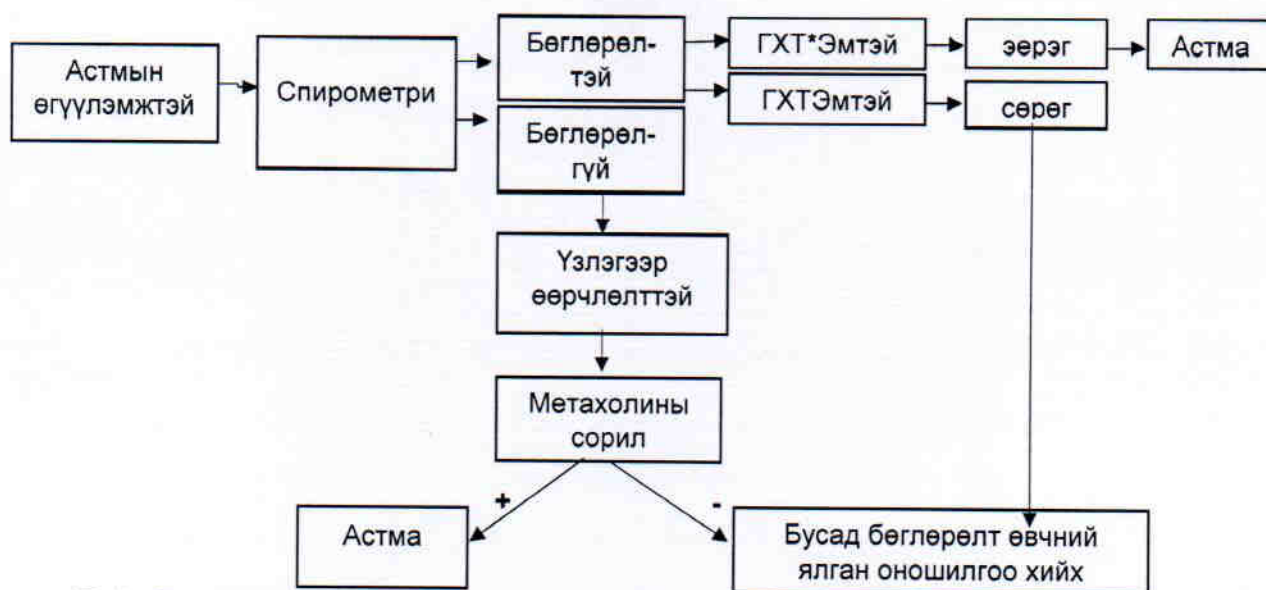 Астмын
өгүүлэмжтэй
Спирометри
Бөглөрөл-
тэй
ГХТ*Эмтэй
эерэг
Астма
ГХТЭмтэй
сөрөг
Бөглөрөл-
гүй
Үзлэгээр
өөрчлөлттэй
Метахолины
сорил
+
-
Астма
Бусад бөглөрөлт өвчний
ялган оношилгоо хийх